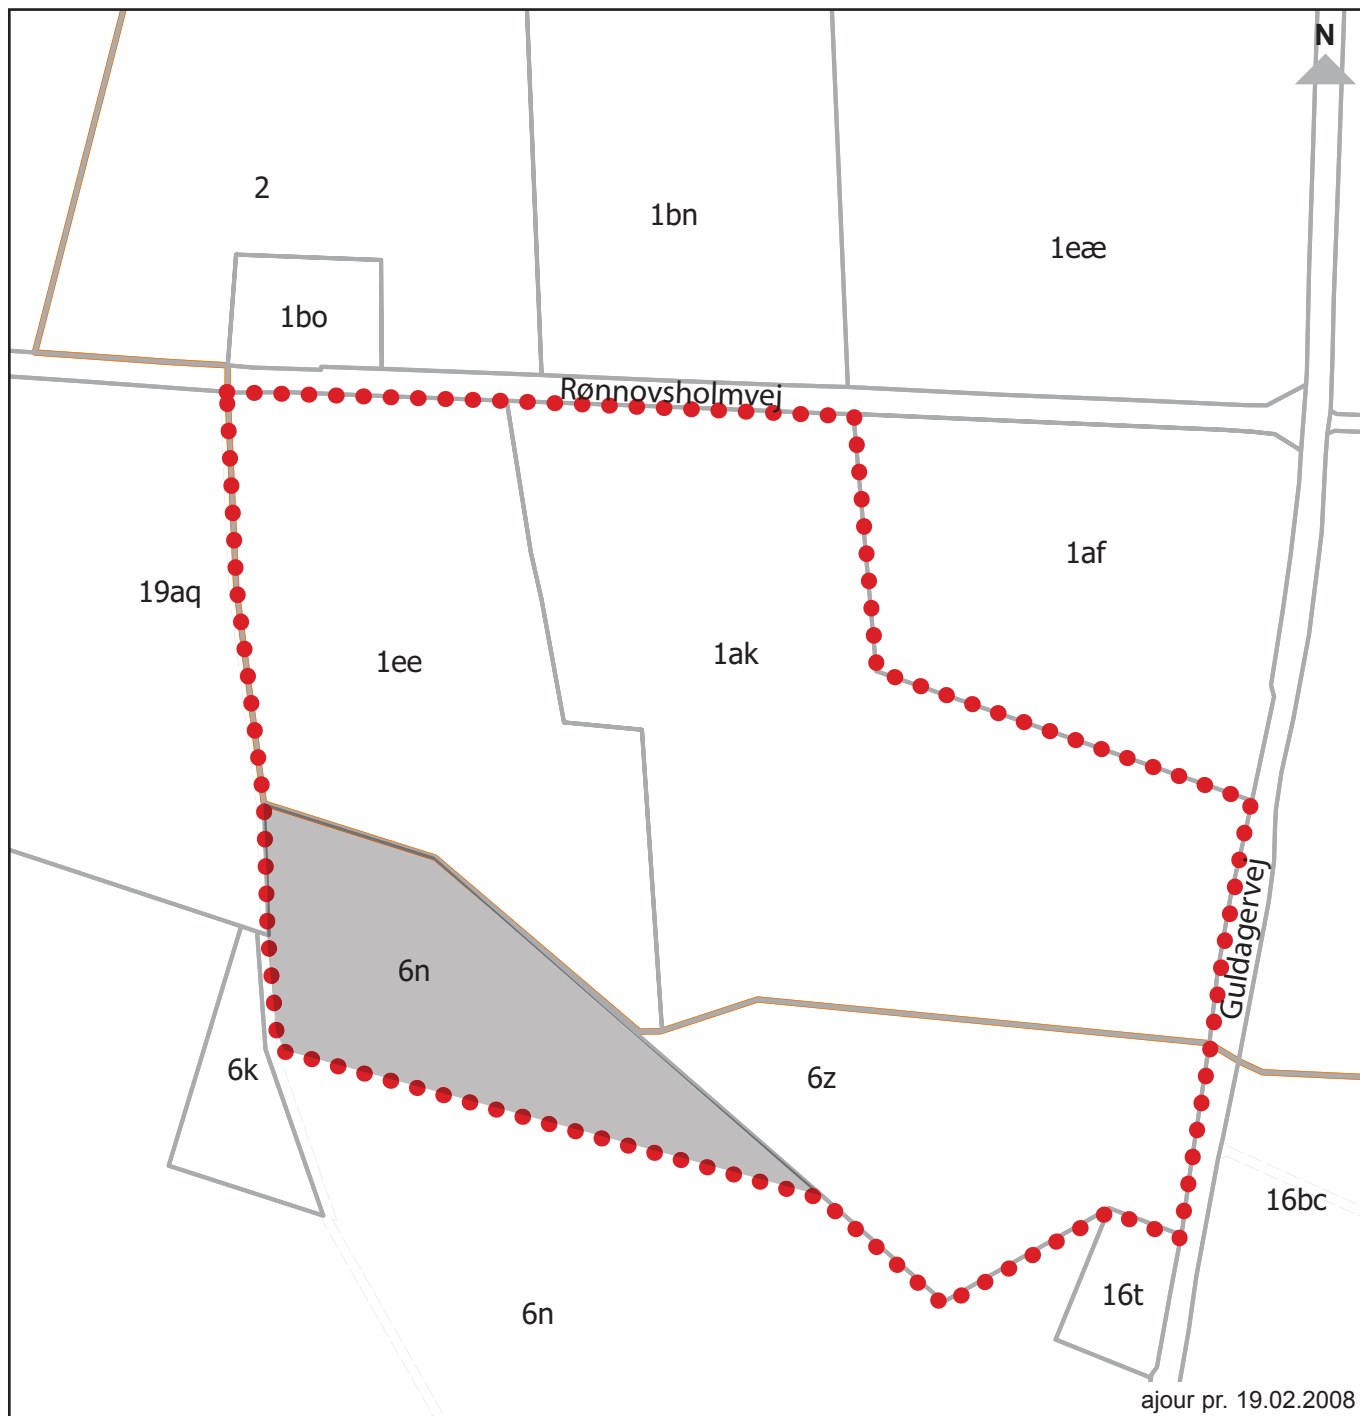 N
2
1bn
1eæ
1bo
Rønnovsholmvej
1af
19aq
1ee
1ak
Guldagervej
6n
6k
6z
16bc
16t
6n
ajour pr. 19.02.2008